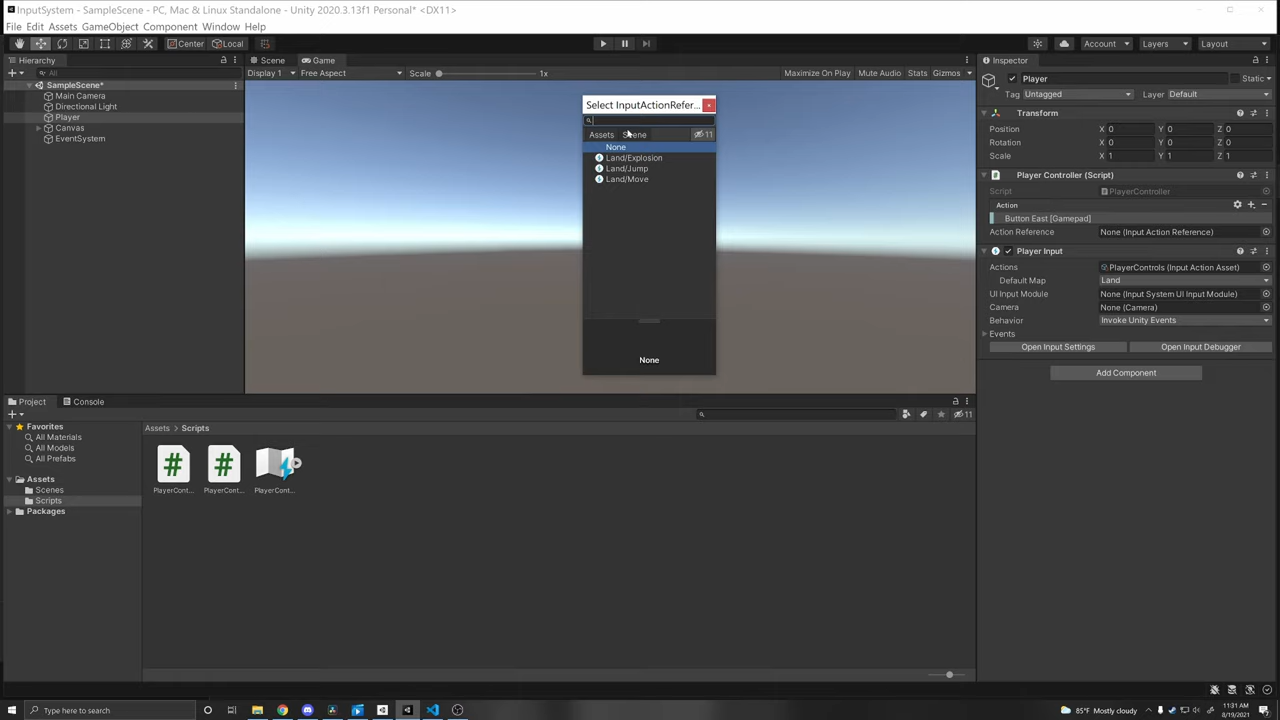 InputSystem - SampleScene - PC, Mac & Linux Standalone - Unity 2020.3.13f1 Personal* <DX11>
File Edit Assets GameObject Component Window Help
Center Local
Account Layers Layout
Hierarchy
All
SampleScene*
Main Camera
Directional Light
Player
Canvas
EventSystem
Scene Game
Display 1 Free Aspect Scale 1x Maximize On Play Mute Audio Stats Gizmos
Select InputActionRefer...
Assets Scene 11
None
Land/Explosion
Land/Jump
Land/Move
None
Inspector
Player Static
Tag Untagged Layer Default
Transform
Position X 0 Y 0 Z 0
Rotation X 0 Y 0 Z 0
Scale X 1 Y 1 Z 1
Player Controller (Script)
Script PlayerController
Action
Button East [Gamepad]
Action Reference None (Input Action Reference)
Player Input
Actions PlayerControls (Input Action Asset)
Default Map Land
UI Input Module None (Input System UI Input Module)
Camera None (Camera)
Behavior Invoke Unity Events
Events
Open Input Settings Open Input Debugger
Add Component
Project Console
11
Favorites
All Materials
All Models
All Prefabs
Assets
Scenes
Scripts
Packages
Assets > Scripts
PlayerCont... PlayerCont... PlayerCont...
Type here to search
85°F Mostly cloudy
11:31 AM
8/19/2021